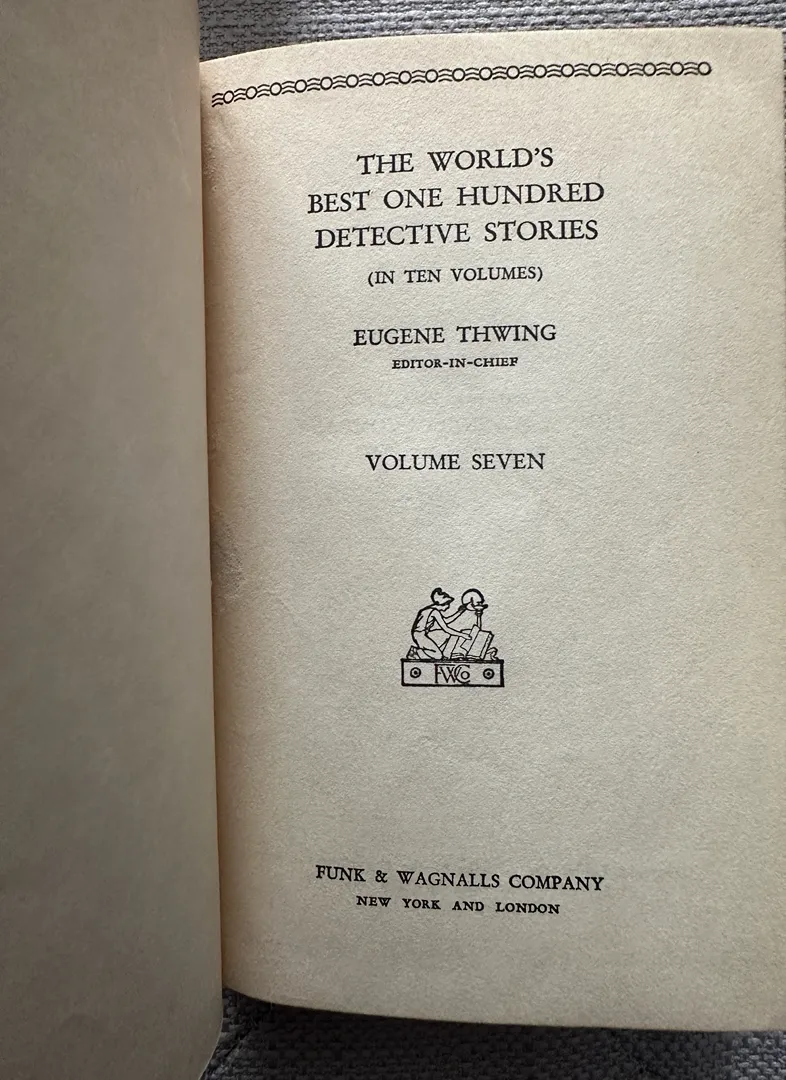 THE WORLD'S
BEST ONE HUNDRED
DETECTIVE STORIES
(IN TEN VOLUMES)
EUGENE THWING
EDITOR-IN-CHIEF
VOLUME SEVEN
FWCo
FUNK & WAGNALLS COMPANY
NEW YORK AND LONDON